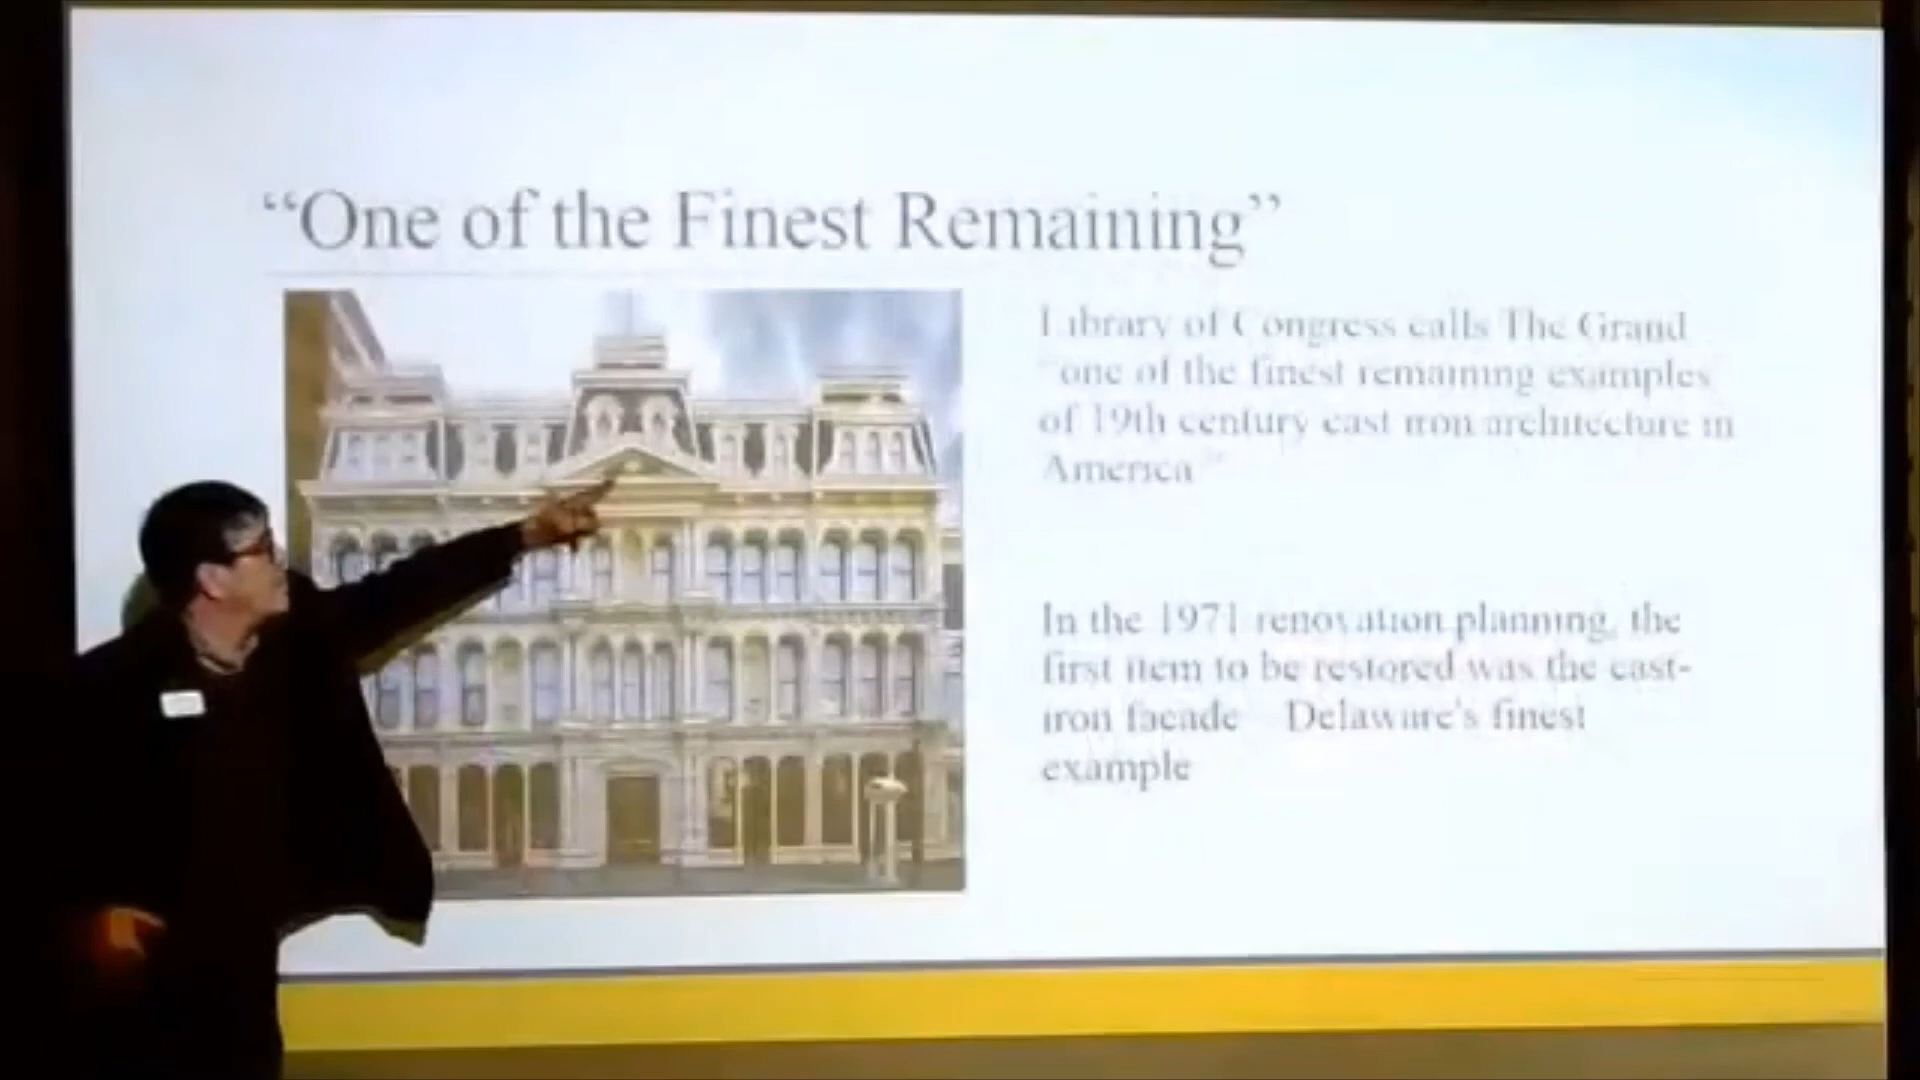 “One of the Finest Remaining”
Library of Congress calls The Grand
“one of the finest remaining examples
of 19th century cast iron architecture in
America”
In the 1971 renovation planning, the
first item to be restored was the cast-
iron facade   Delaware's finest
example